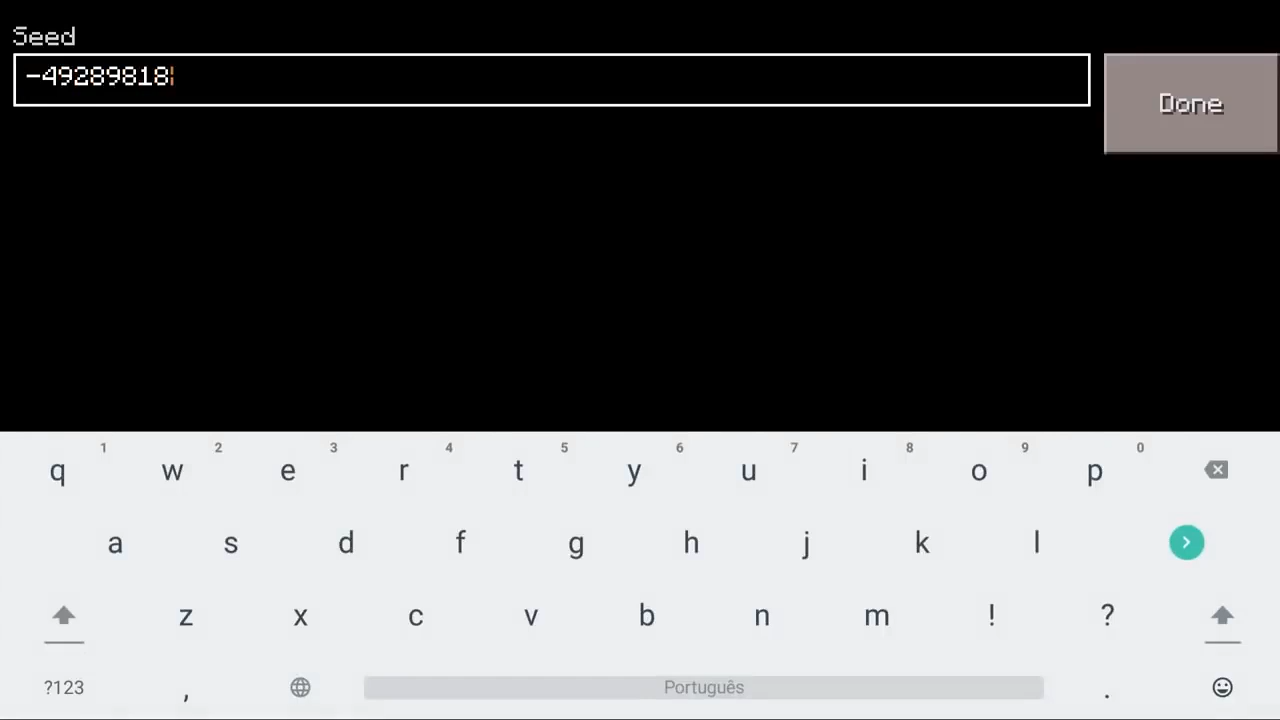 Seed
-49289818
Done
1 2 3 4 5 6 7 8 9 0
q w e r t y u i o p
a s d f g h j k l
z x c v b n m ! ?
?123 , Português .